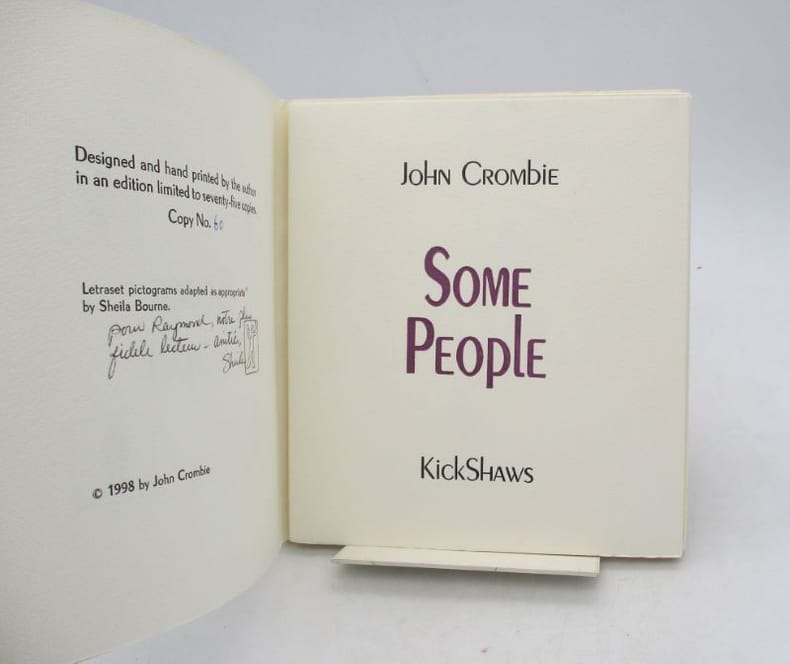 Designed and hand printed by the author
in an edition limited to seventy-five copies.
Copy No. 60
Letraset pictograms adapted as appropriate
by Sheila Bourne.
pour Raymond, notre plus
fidèle lecteur - amitiés,
Sheila
© 1998 by John Crombie
John Crombie
Some
People
KickShaws